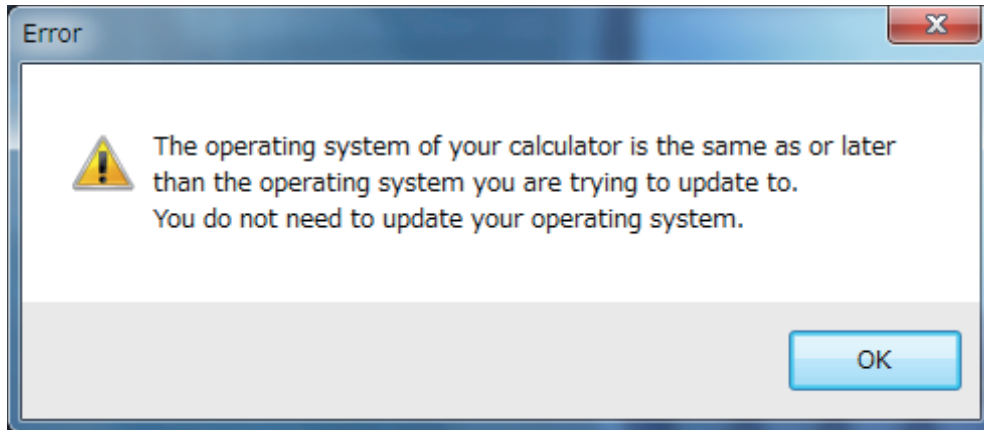 Error
The operating system of your calculator is the same as or later
than the operating system you are trying to update to.
You do not need to update your operating system.
OK